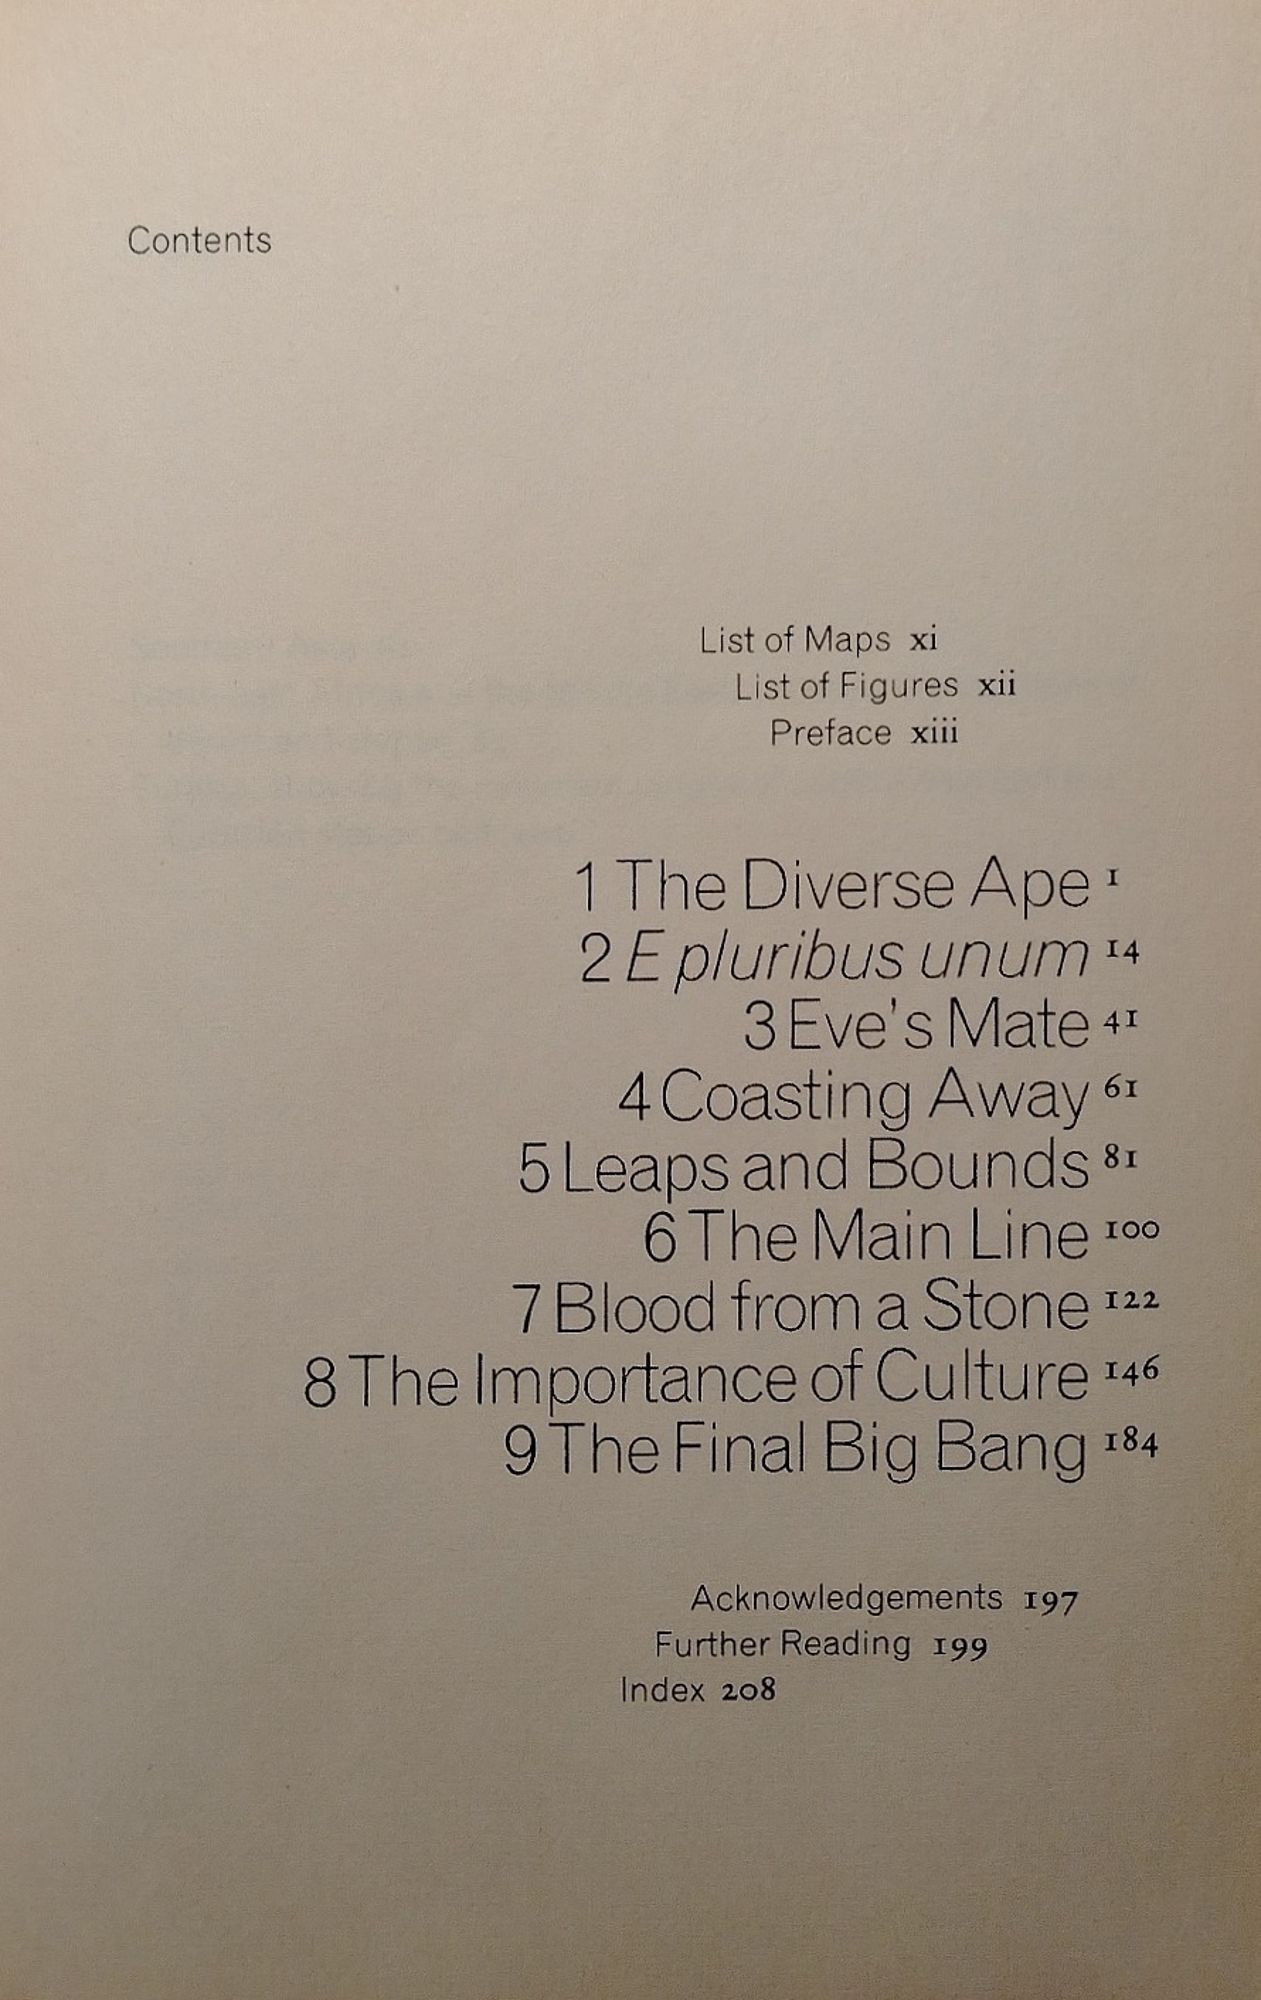 Contents
List of Maps xi
List of Figures xii
Preface xiii
1 The Diverse Ape 1
2 E pluribus unum 14
3 Eve's Mate 41
4 Coasting Away 61
5 Leaps and Bounds 81
6 The Main Line 100
7 Blood from a Stone 122
8 The Importance of Culture 146
9 The Final Big Bang 184
Acknowledgements 197
Further Reading 199
Index 208